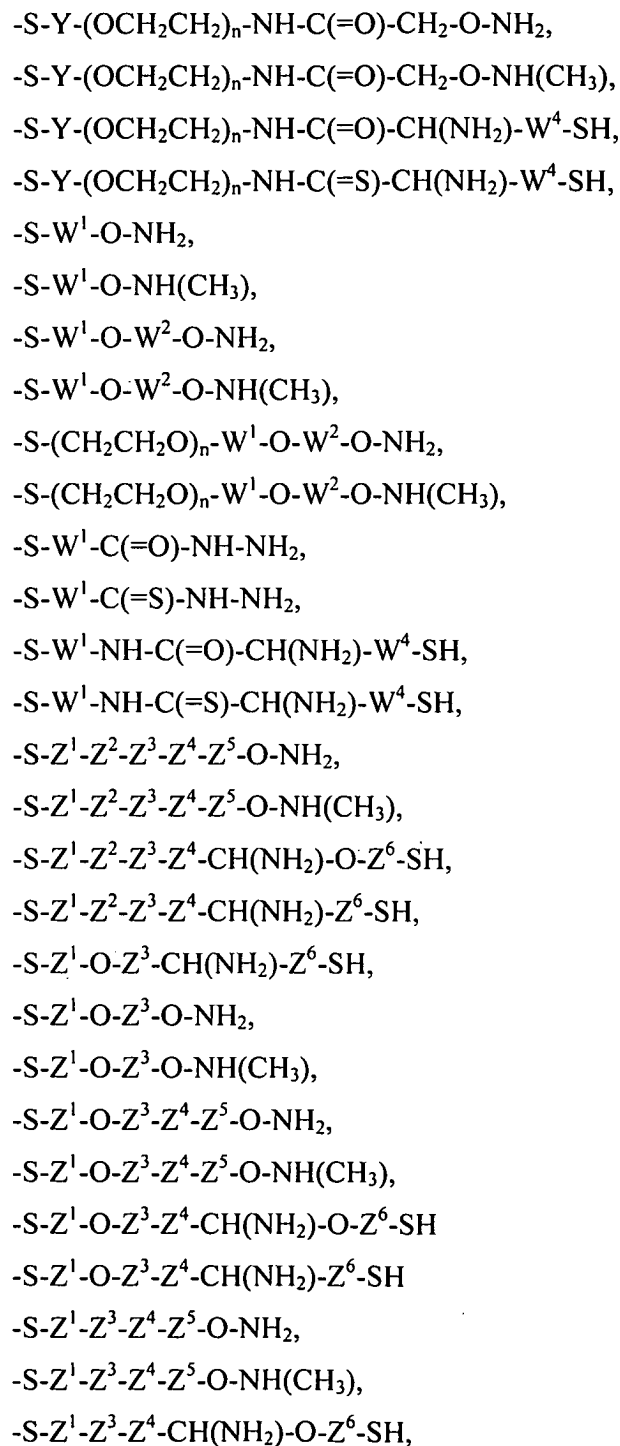 -S-Y-(OCH₂CH₂)ₙ-NH-C(=O)-CH₂-O-NH₂,
-S-Y-(OCH₂CH₂)ₙ-NH-C(=O)-CH₂-O-NH(CH₃),
-S-Y-(OCH₂CH₂)ₙ-NH-C(=O)-CH(NH₂)-W⁴-SH,
-S-Y-(OCH₂CH₂)ₙ-NH-C(=S)-CH(NH₂)-W⁴-SH,
-S-W¹-O-NH₂,
-S-W¹-O-NH(CH₃),
-S-W¹-O-W²-O-NH₂,
-S-W¹-O-W²-O-NH(CH₃),
-S-(CH₂CH₂O)ₙ-W¹-O-W²-O-NH₂,
-S-(CH₂CH₂O)ₙ-W¹-O-W²-O-NH(CH₃),
-S-W¹-C(=O)-NH-NH₂,
-S-W¹-C(=S)-NH-NH₂,
-S-W¹-NH-C(=O)-CH(NH₂)-W⁴-SH,
-S-W¹-NH-C(=S)-CH(NH₂)-W⁴-SH,
-S-Z¹-Z²-Z³-Z⁴-Z⁵-O-NH₂,
-S-Z¹-Z²-Z³-Z⁴-Z⁵-O-NH(CH₃),
-S-Z¹-Z²-Z³-Z⁴-CH(NH₂)-O-Z⁶-SH,
-S-Z¹-Z²-Z³-Z⁴-CH(NH₂)-Z⁶-SH,
-S-Z¹-O-Z³-CH(NH₂)-Z⁶-SH,
-S-Z¹-O-Z³-O-NH₂,
-S-Z¹-O-Z³-O-NH(CH₃),
-S-Z¹-O-Z³-Z⁴-Z⁵-O-NH₂,
-S-Z¹-O-Z³-Z⁴-Z⁵-O-NH(CH₃),
-S-Z¹-O-Z³-Z⁴-CH(NH₂)-O-Z⁶-SH
-S-Z¹-O-Z³-Z⁴-CH(NH₂)-Z⁶-SH
-S-Z¹-Z³-Z⁴-Z⁵-O-NH₂,
-S-Z¹-Z³-Z⁴-Z⁵-O-NH(CH₃),
-S-Z¹-Z³-Z⁴-CH(NH₂)-O-Z⁶-SH,